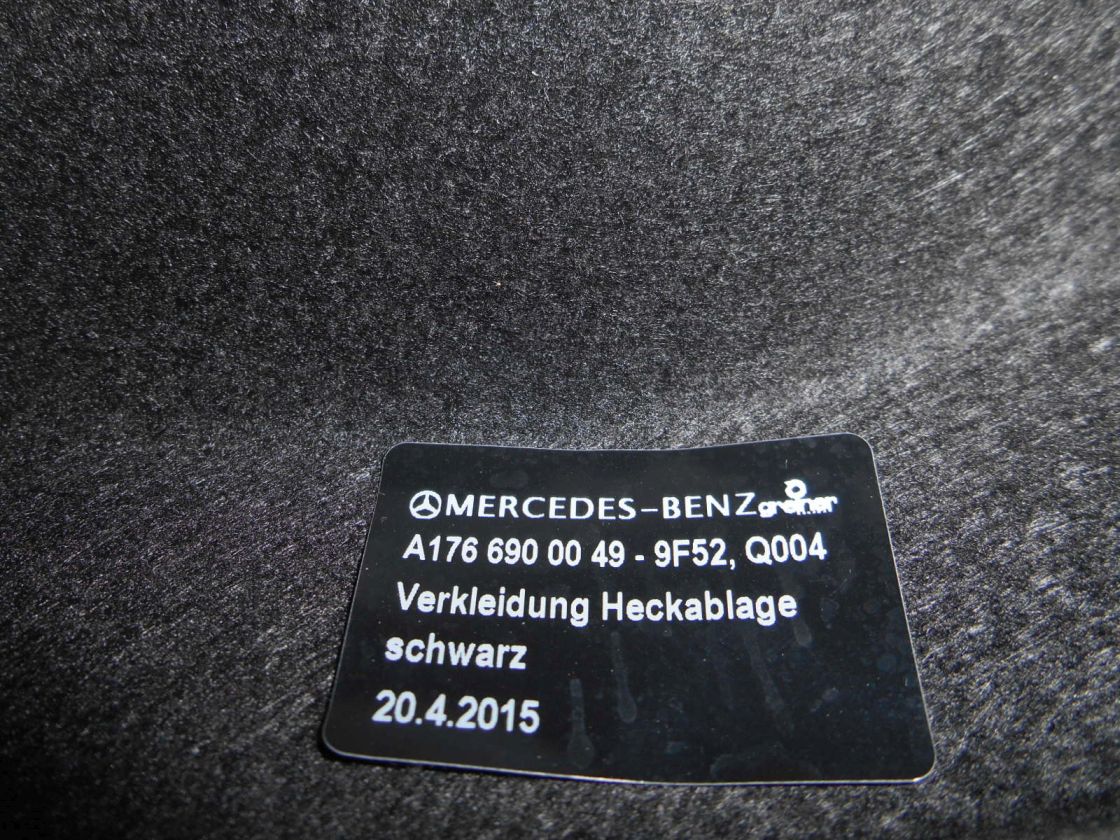 MERCEDES-BENZ greiner
A176 690 00 49 - 9F52, Q004
Verkleidung Heckablage
schwarz
20.4.2015